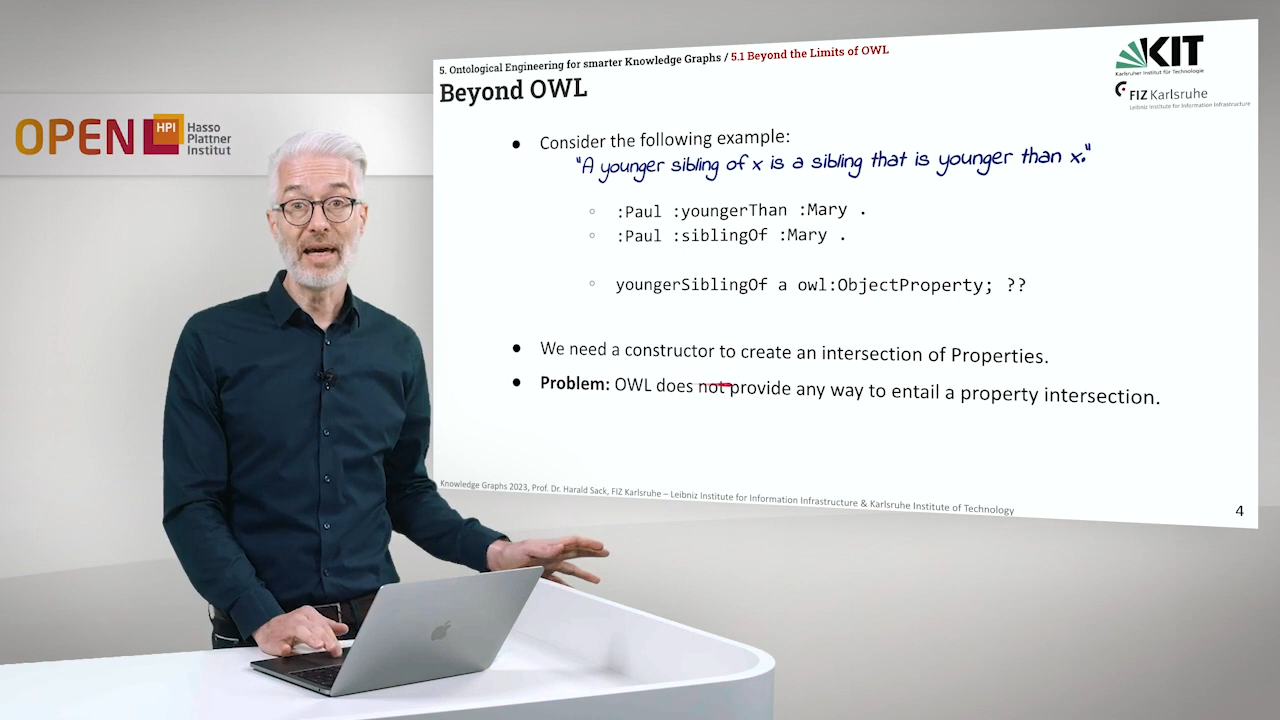 OPEN HPI Hasso
Plattner
Institut
5. Ontological Engineering for smarter Knowledge Graphs / 5.1 Beyond the Limits of OWL
Beyond OWL
KIT
Karlsruher Institut für Technologie
FIZ Karlsruhe
Leibniz Institute for Information Infrastructure
● Consider the following example:
"A younger sibling of x is a sibling that is younger than x."
○ :Paul :youngerThan :Mary .
○ :Paul :siblingOf :Mary .
○ youngerSiblingOf a owl:ObjectProperty; ??
● We need a constructor to create an intersection of Properties.
● Problem: OWL does not provide any way to entail a property intersection.
Knowledge Graphs 2023, Prof. Dr. Harald Sack, FIZ Karlsruhe – Leibniz Institute for Information Infrastructure & Karlsruhe Institute of Technology
4